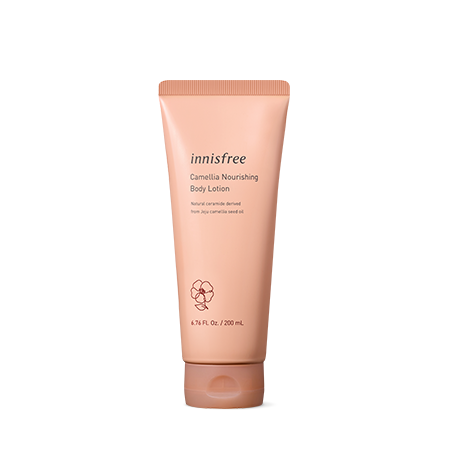 innisfree
Camellia Nourishing
Body Lotion
Natural ceramide derived
from Jeju camellia seed oil
6.76 Fl. Oz. / 200 mL